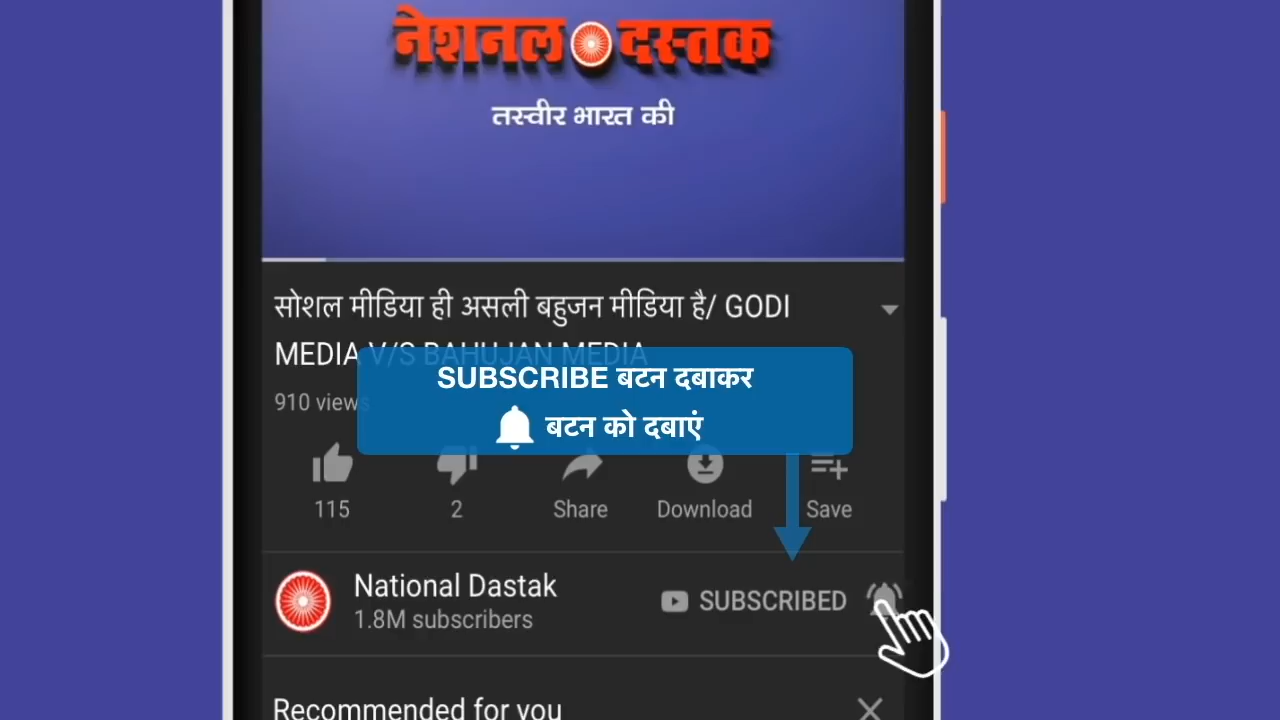 नेशनल दस्तक
तस्वीर भारत की
सोशल मीडिया ही असली बहुजन मीडिया है/ GODI
MEDIA V/S BAHUJAN MEDIA
910 views
SUBSCRIBE बटन दबाकर
बटन को दबाएं
115
2
Share
Download
Save
National Dastak
1.8M subscribers
SUBSCRIBED
Recommended for you